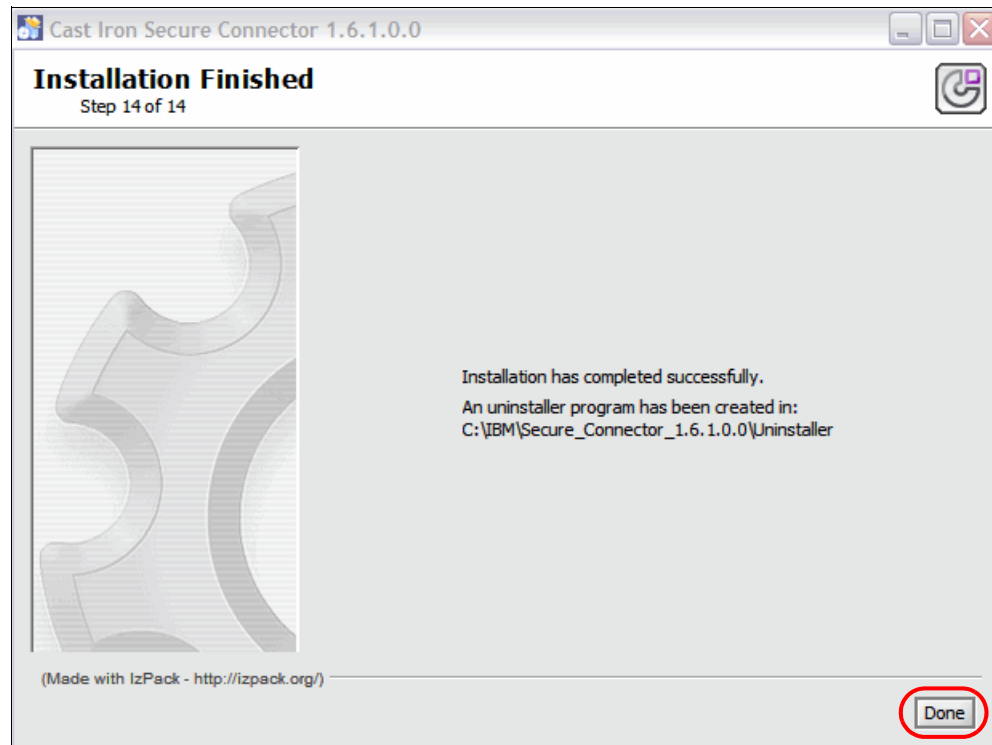 Cast Iron Secure Connector 1.6.1.0.0
Installation Finished
Step 14 of 14
Installation has completed successfully.
An uninstaller program has been created in:
C:\IBM\Secure_Connector_1.6.1.0.0\Uninstaller
(Made with IzPack - http://izpack.org/)
Done